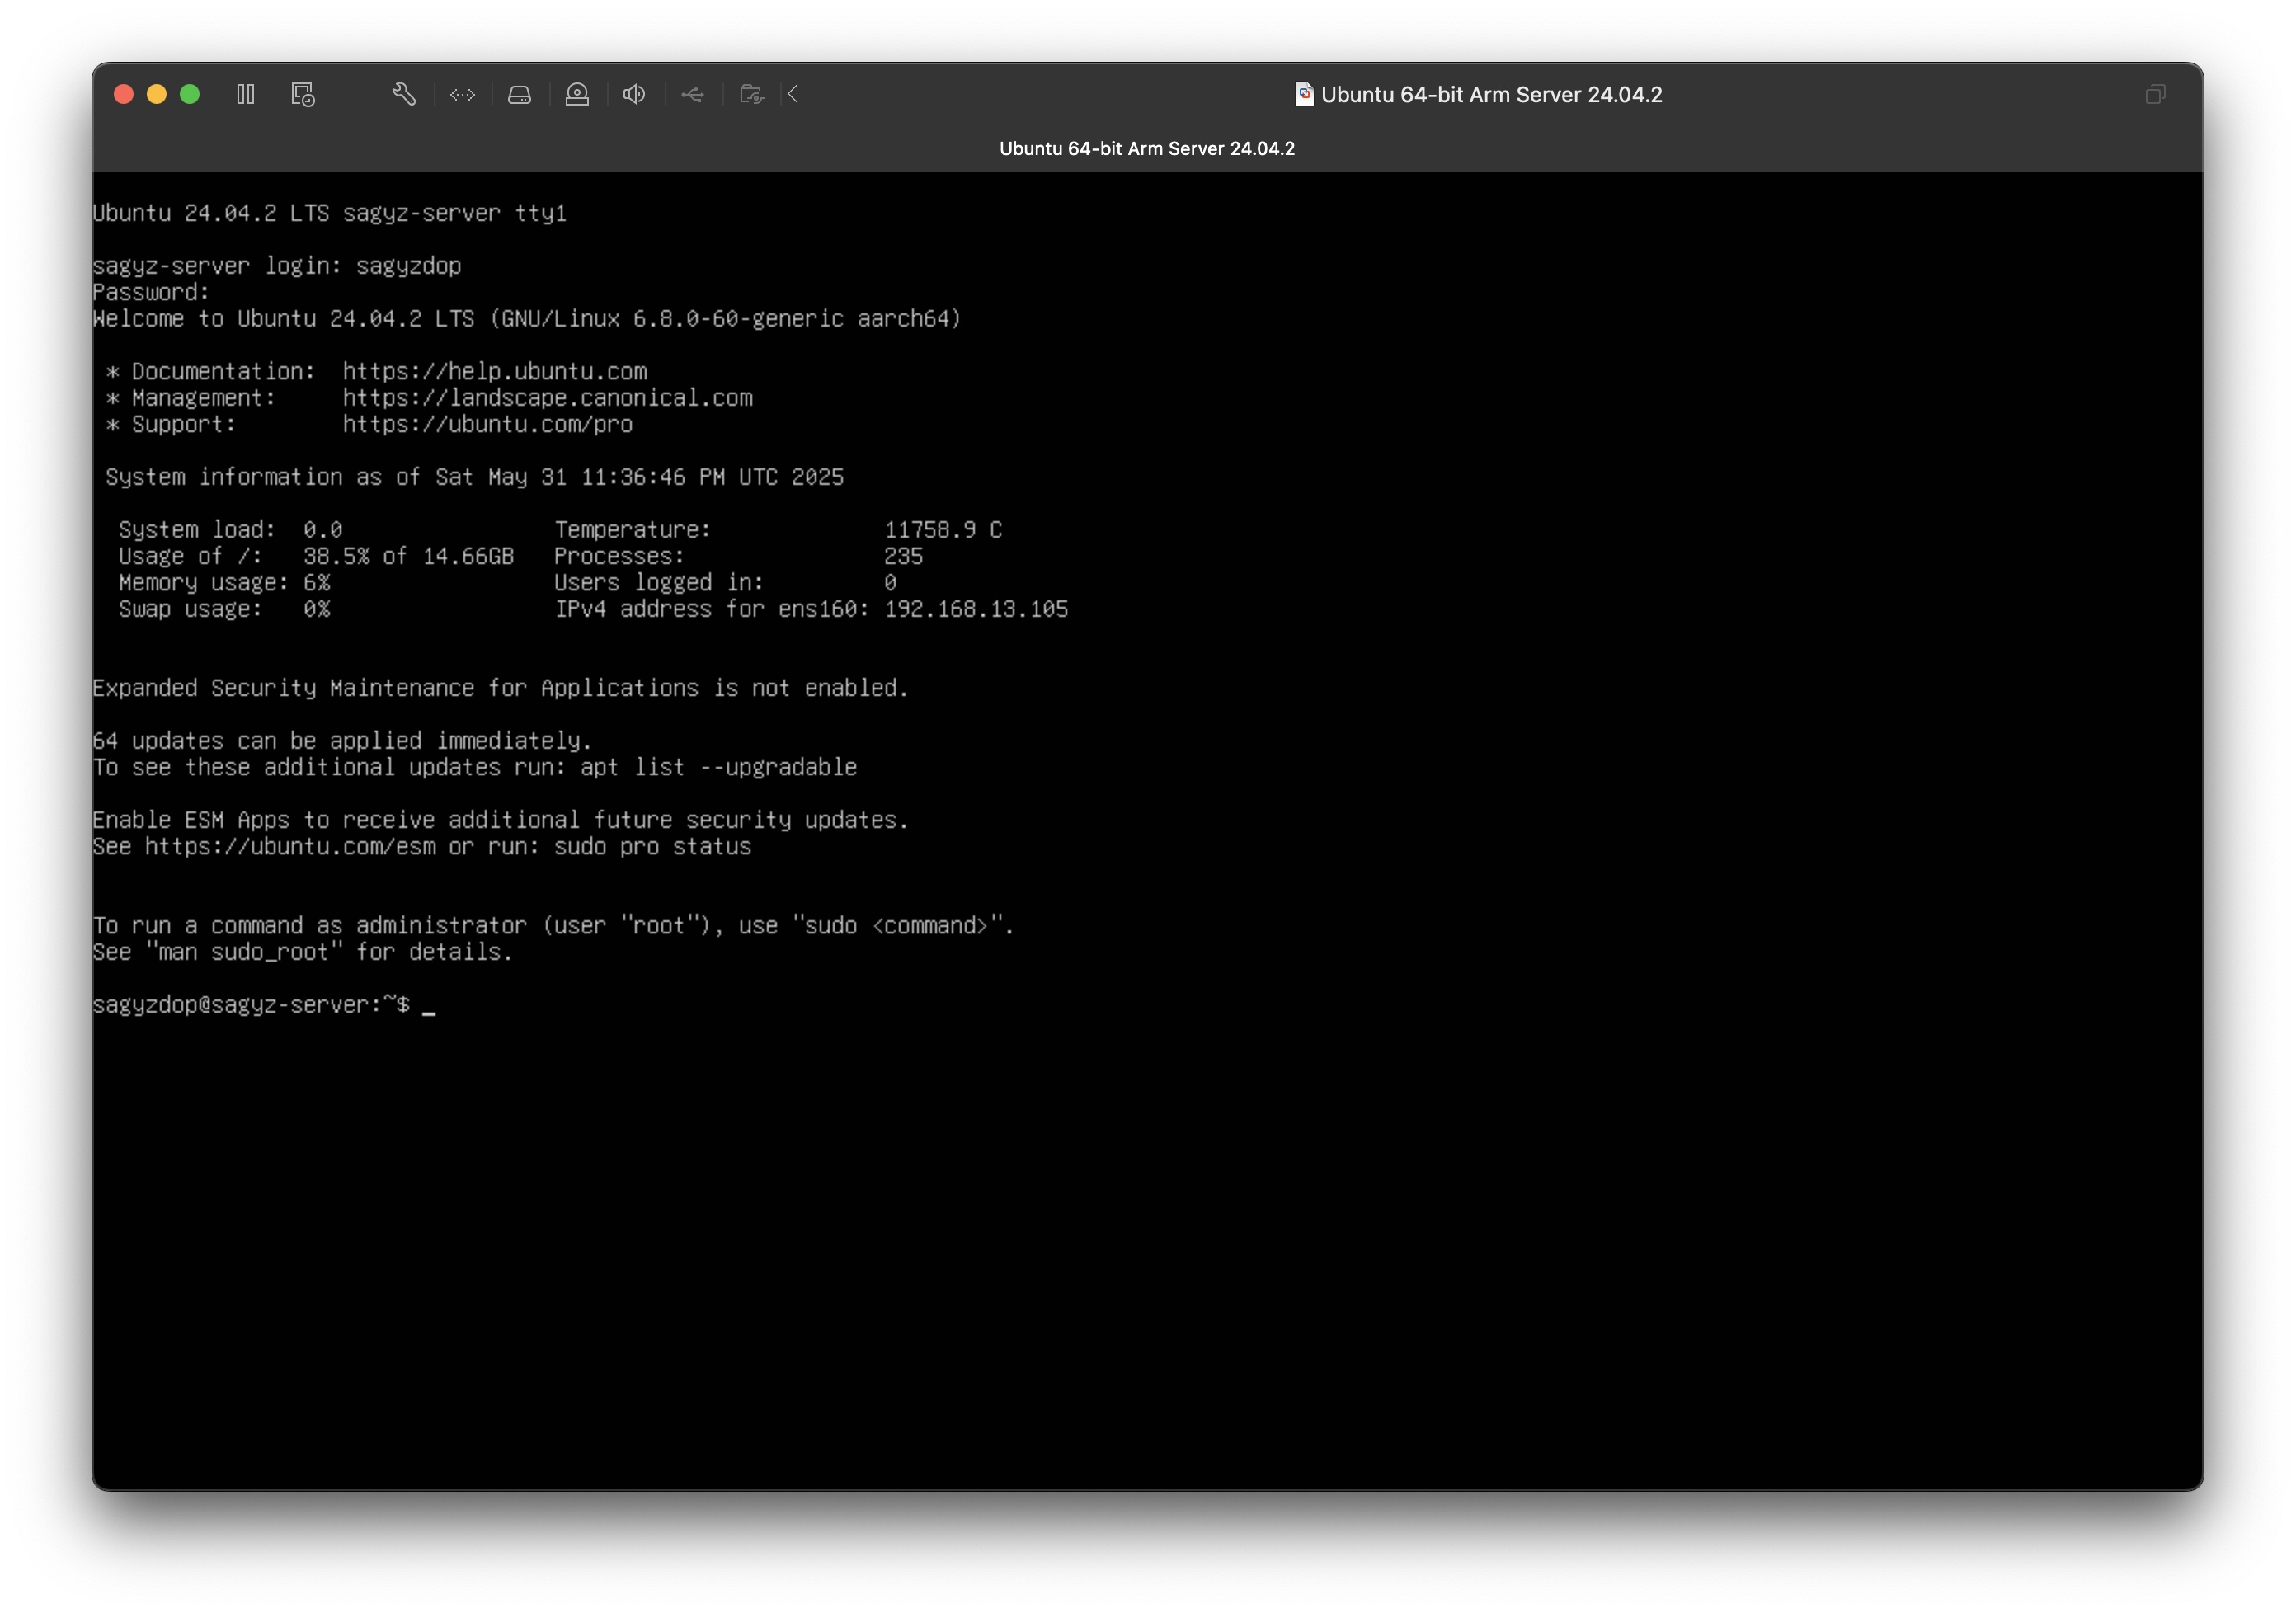 Ubuntu 64-bit Arm Server 24.04.2
Ubuntu 64-bit Arm Server 24.04.2
Ubuntu 24.04.2 LTS sagyz-server tty1
sagyz-server login: sagyzdop
Password:
Welcome to Ubuntu 24.04.2 LTS (GNU/Linux 6.8.0-60-generic aarch64)
* Documentation:  https://help.ubuntu.com
* Management:     https://landscape.canonical.com
* Support:        https://ubuntu.com/pro
System information as of Sat May 31 11:36:46 PM UTC 2025
System load:  0.0                Temperature:             11758.9 C
Usage of /:   38.5% of 14.66GB   Processes:               235
Memory usage: 6%                 Users logged in:         0
Swap usage:   0%                 IPv4 address for ens160: 192.168.13.105
Expanded Security Maintenance for Applications is not enabled.
64 updates can be applied immediately.
To see these additional updates run: apt list --upgradable
Enable ESM Apps to receive additional future security updates.
See https://ubuntu.com/esm or run: sudo pro status
To run a command as administrator (user "root"), use "sudo <command>".
See "man sudo_root" for details.
sagyzdop@sagyz-server:~$ _